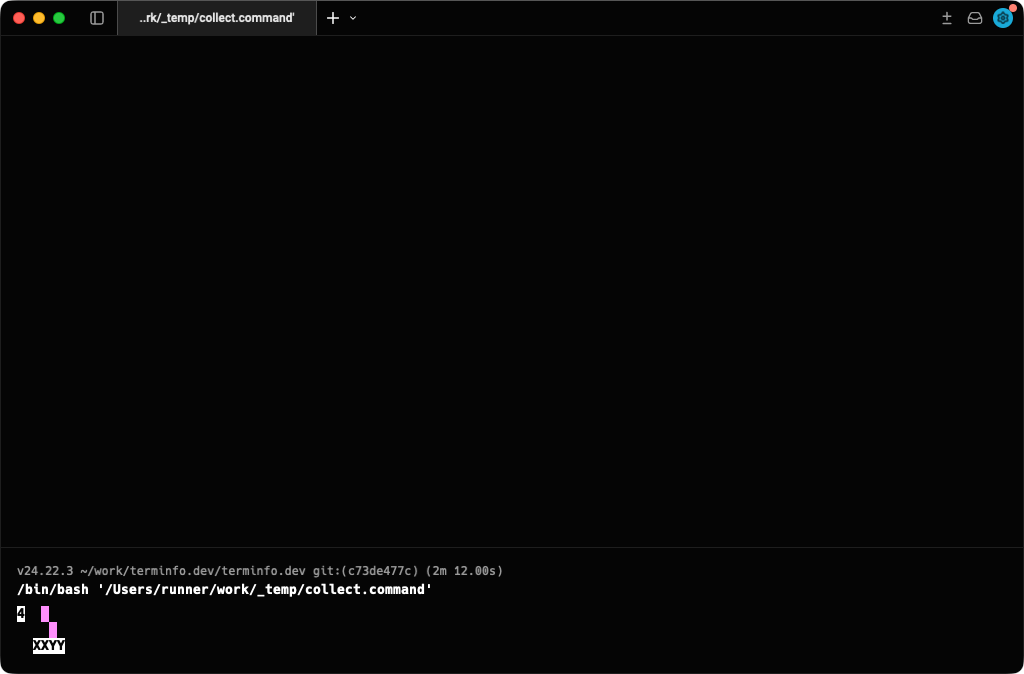 ..rk/_temp/collect.command'
v24.22.3 ~/work/terminfo.dev/terminfo.dev git:(c73de477c) (2m 12.00s)
/bin/bash '/Users/runner/work/_temp/collect.command'
4
XXYY